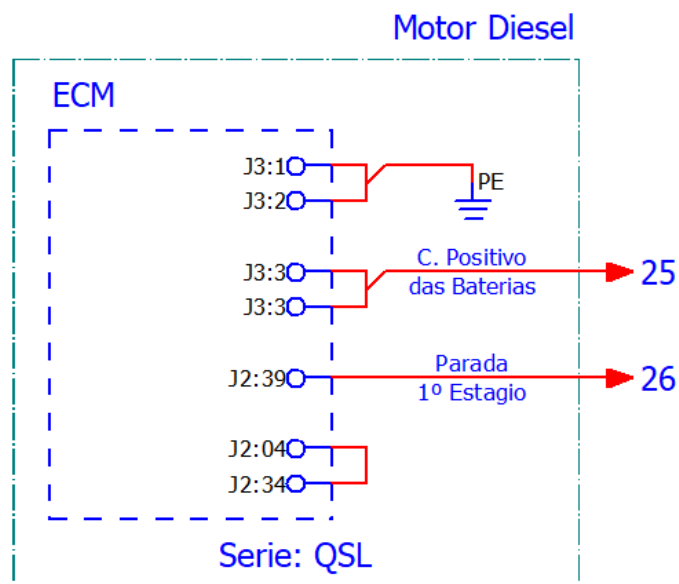 Motor Diesel
ECM
J3:1
PE
J3:2
J3:3
C. Positivo
25
das Baterias
J3:3
Parada
J2:39
26
1º Estagio
J2:04
J2:34
Serie: QSL